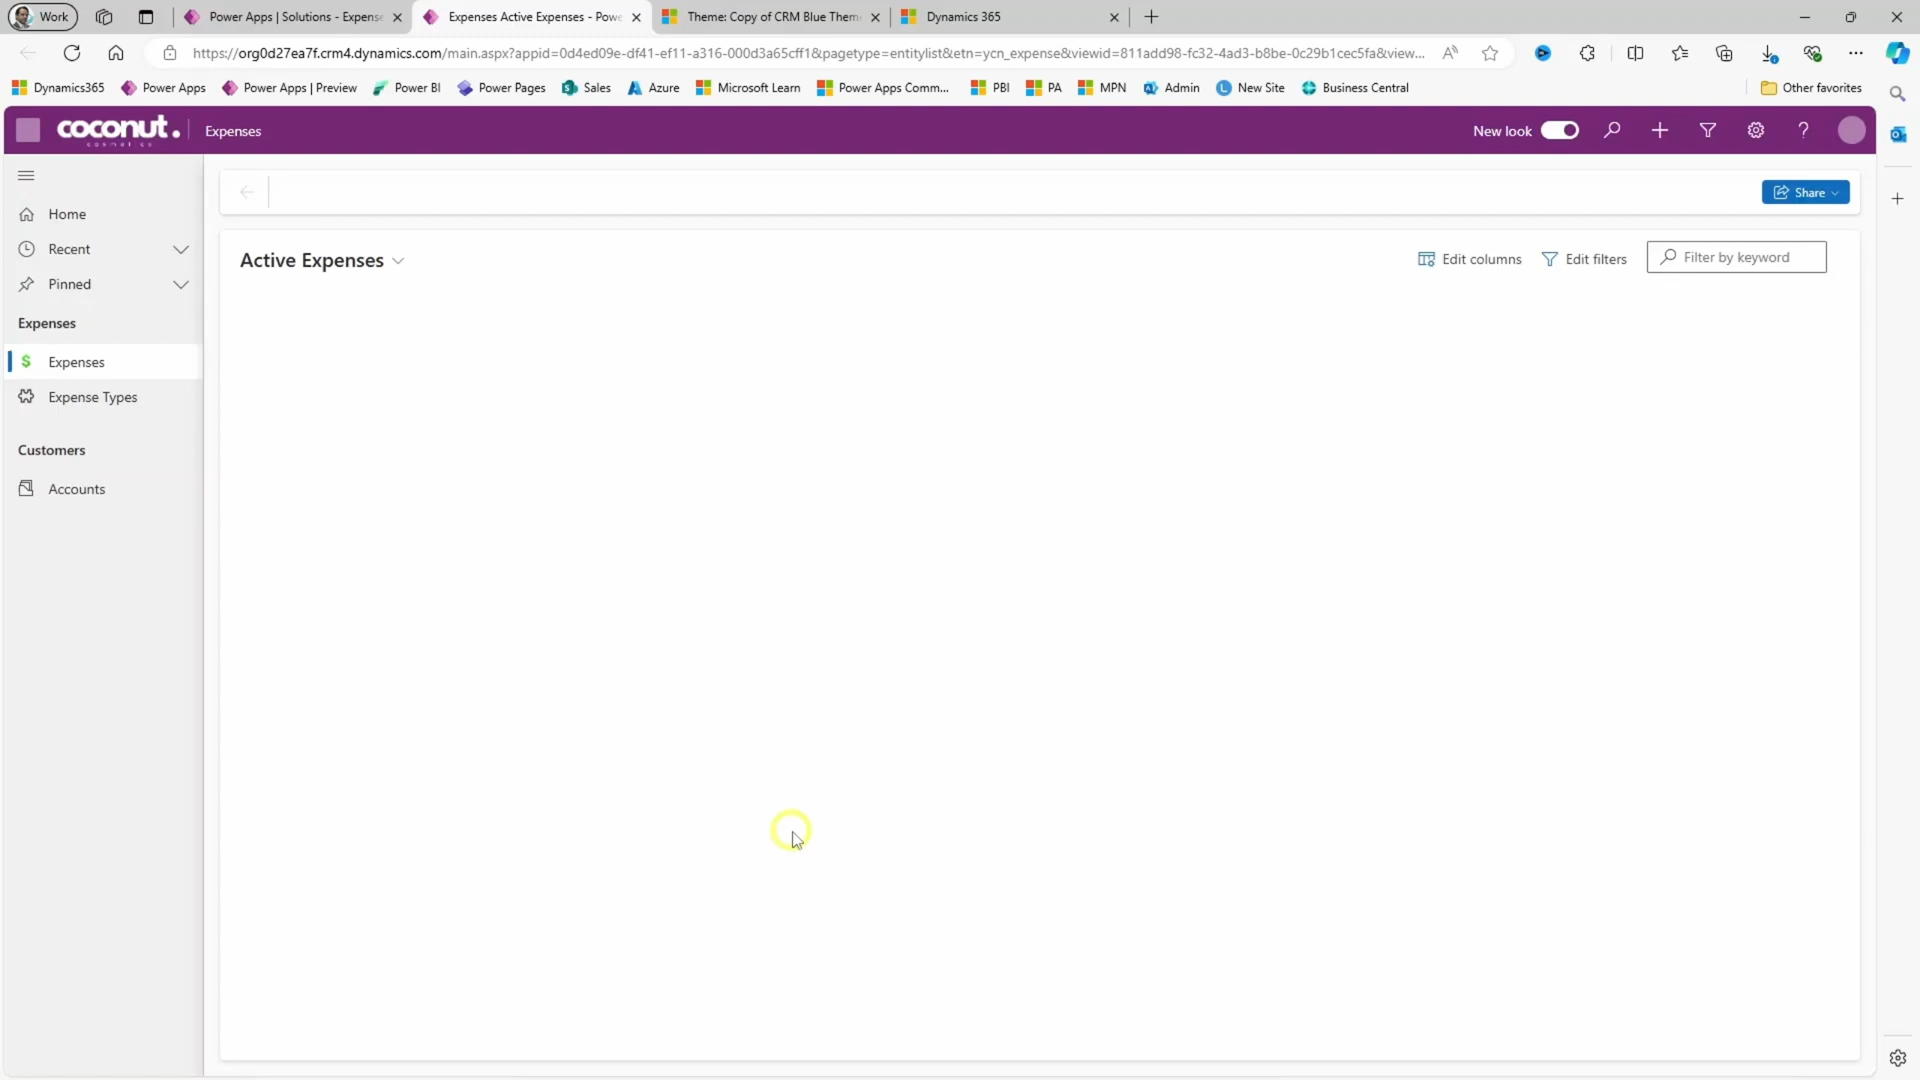 Work
Power Apps | Solutions - Expense
Expenses Active Expenses - Powe
Theme: Copy of CRM Blue Them
Dynamics 365
https://org0d27ea7f.crm4.dynamics.com/main.aspx?appid=0d4ed09e-df41-ef11-a316-000d3a65cff1&pagetype=entitylist&etn=ycn_expense&viewid=811add98-fc32-4ad3-b8be-0c29b1cec5fa&view...
Dynamics365
Power Apps
Power Apps | Preview
Power BI
Power Pages
Sales
Azure
Microsoft Learn
Power Apps Comm...
PBI
PA
MPN
Admin
New Site
Business Central
Other favorites
coconut.
cosmetics
Expenses
New look
Share
Home
Recent
Pinned
Expenses
Expenses
Expense Types
Customers
Accounts
Active Expenses
Edit columns
Edit filters
Filter by keyword